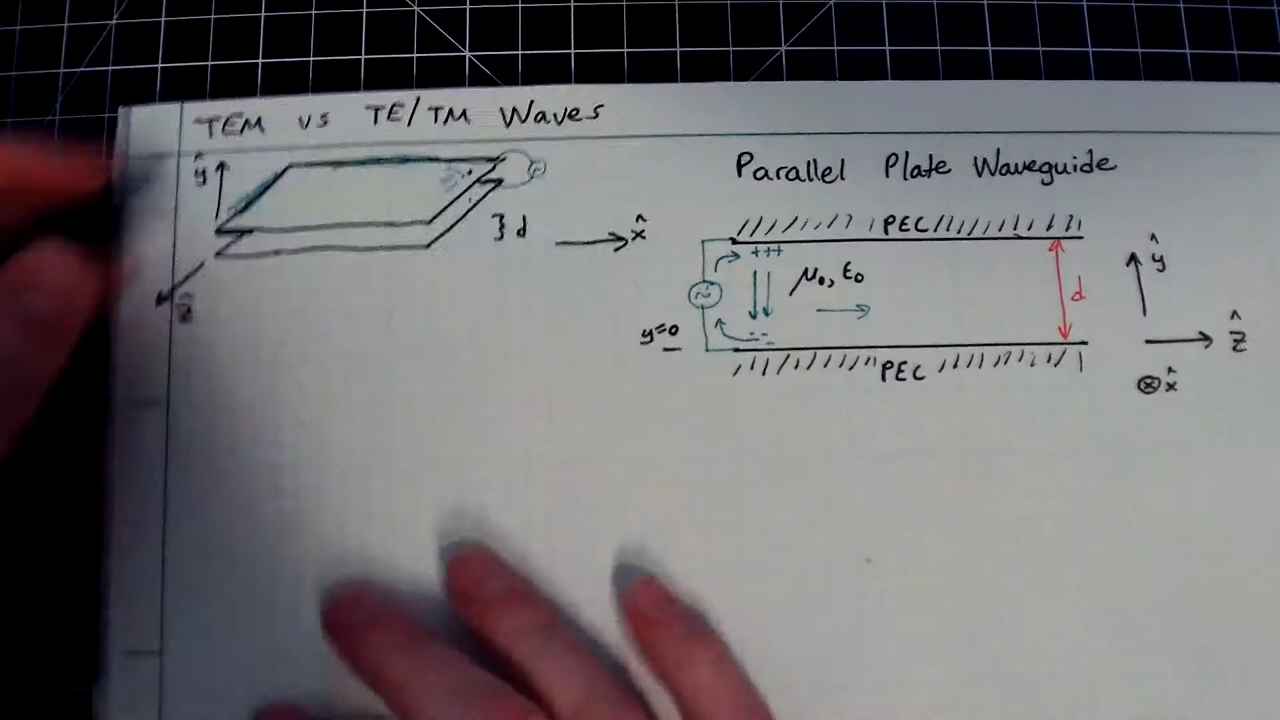 TEM vs TE/TM Waves
ŷ
} d
x̂
ẑ
Parallel Plate Waveguide
PEC
+++
μ₀, ε₀
d
y=0
---
PEC
ŷ
ẑ
⊗ x̂